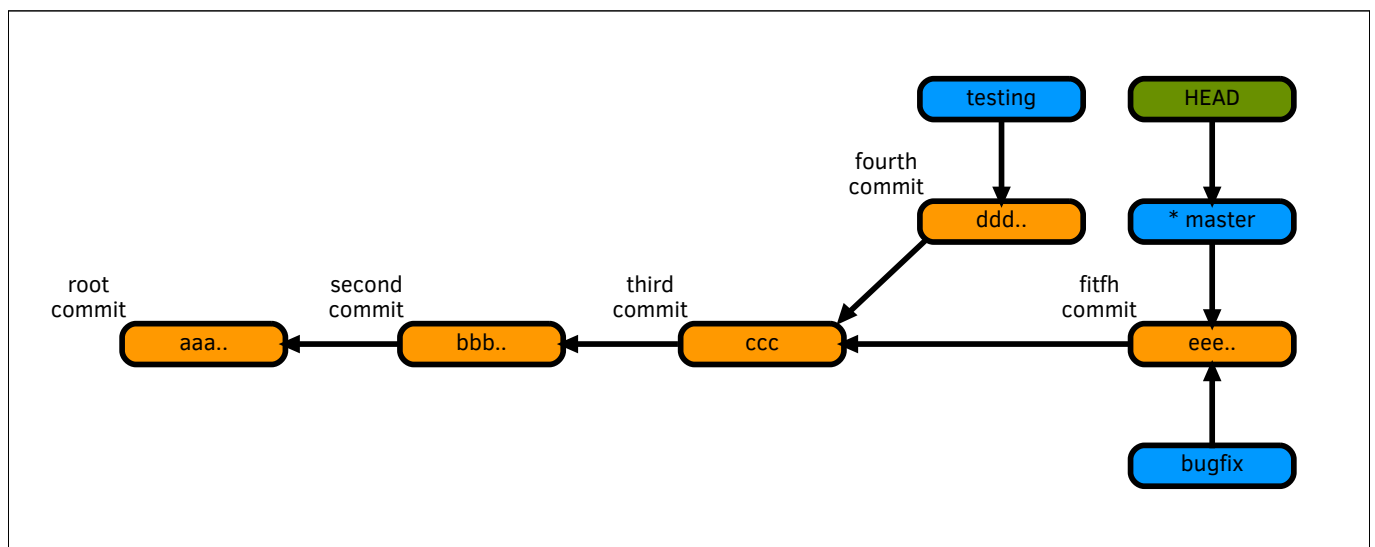 testing
HEAD
fourth
commit
ddd..
* master
root
commit
second
commit
third
commit
fitfh
commit
aaa..
bbb..
ccc
eee..
bugfix